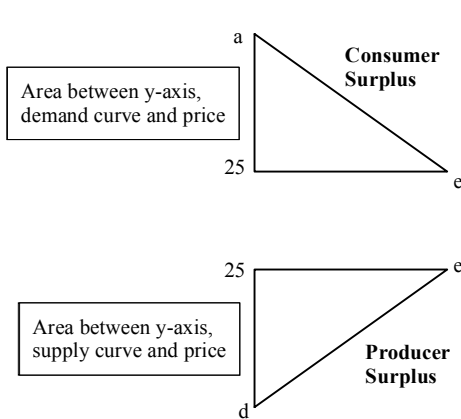 a
Consumer
Surplus
Area between y-axis,
demand curve and price
25
e
25
e
Area between y-axis,
supply curve and price
Producer
Surplus
d